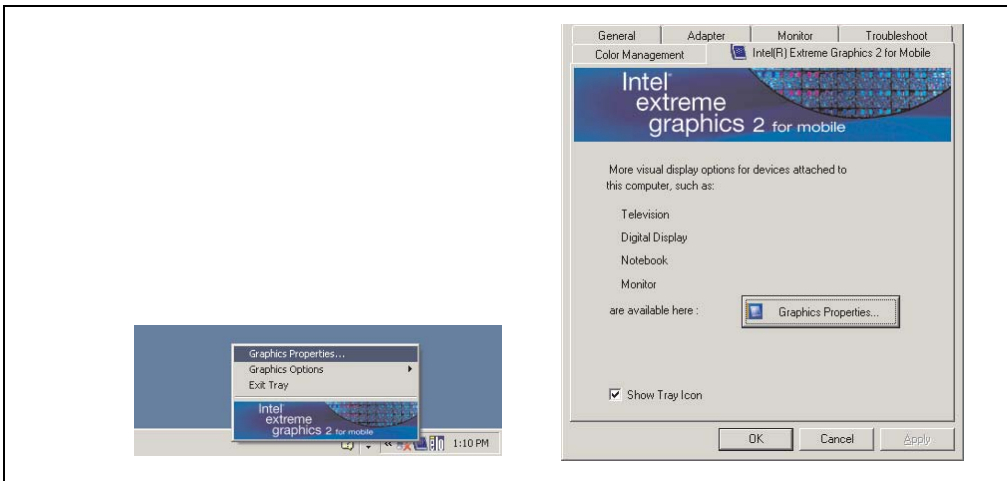 Graphics Properties...
Graphics Options
Exit Tray
Intel
extreme
graphics 2 for mobile
1:10 PM
General Adapter Monitor Troubleshoot
Color Management Intel(R) Extreme Graphics 2 for Mobile
Intel
extreme
graphics 2 for mobile
More visual display options for devices attached to
this computer, such as:
Television
Digital Display
Notebook
Monitor
are available here :
Graphics Properties...
Show Tray Icon
OK Cancel Apply